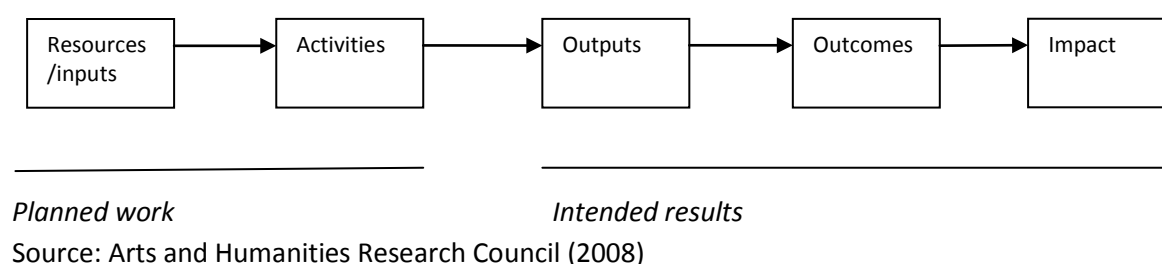 Resources
/inputs
Activities
Outputs
Outcomes
Impact
Planned work
Intended results
Source: Arts and Humanities Research Council (2008)